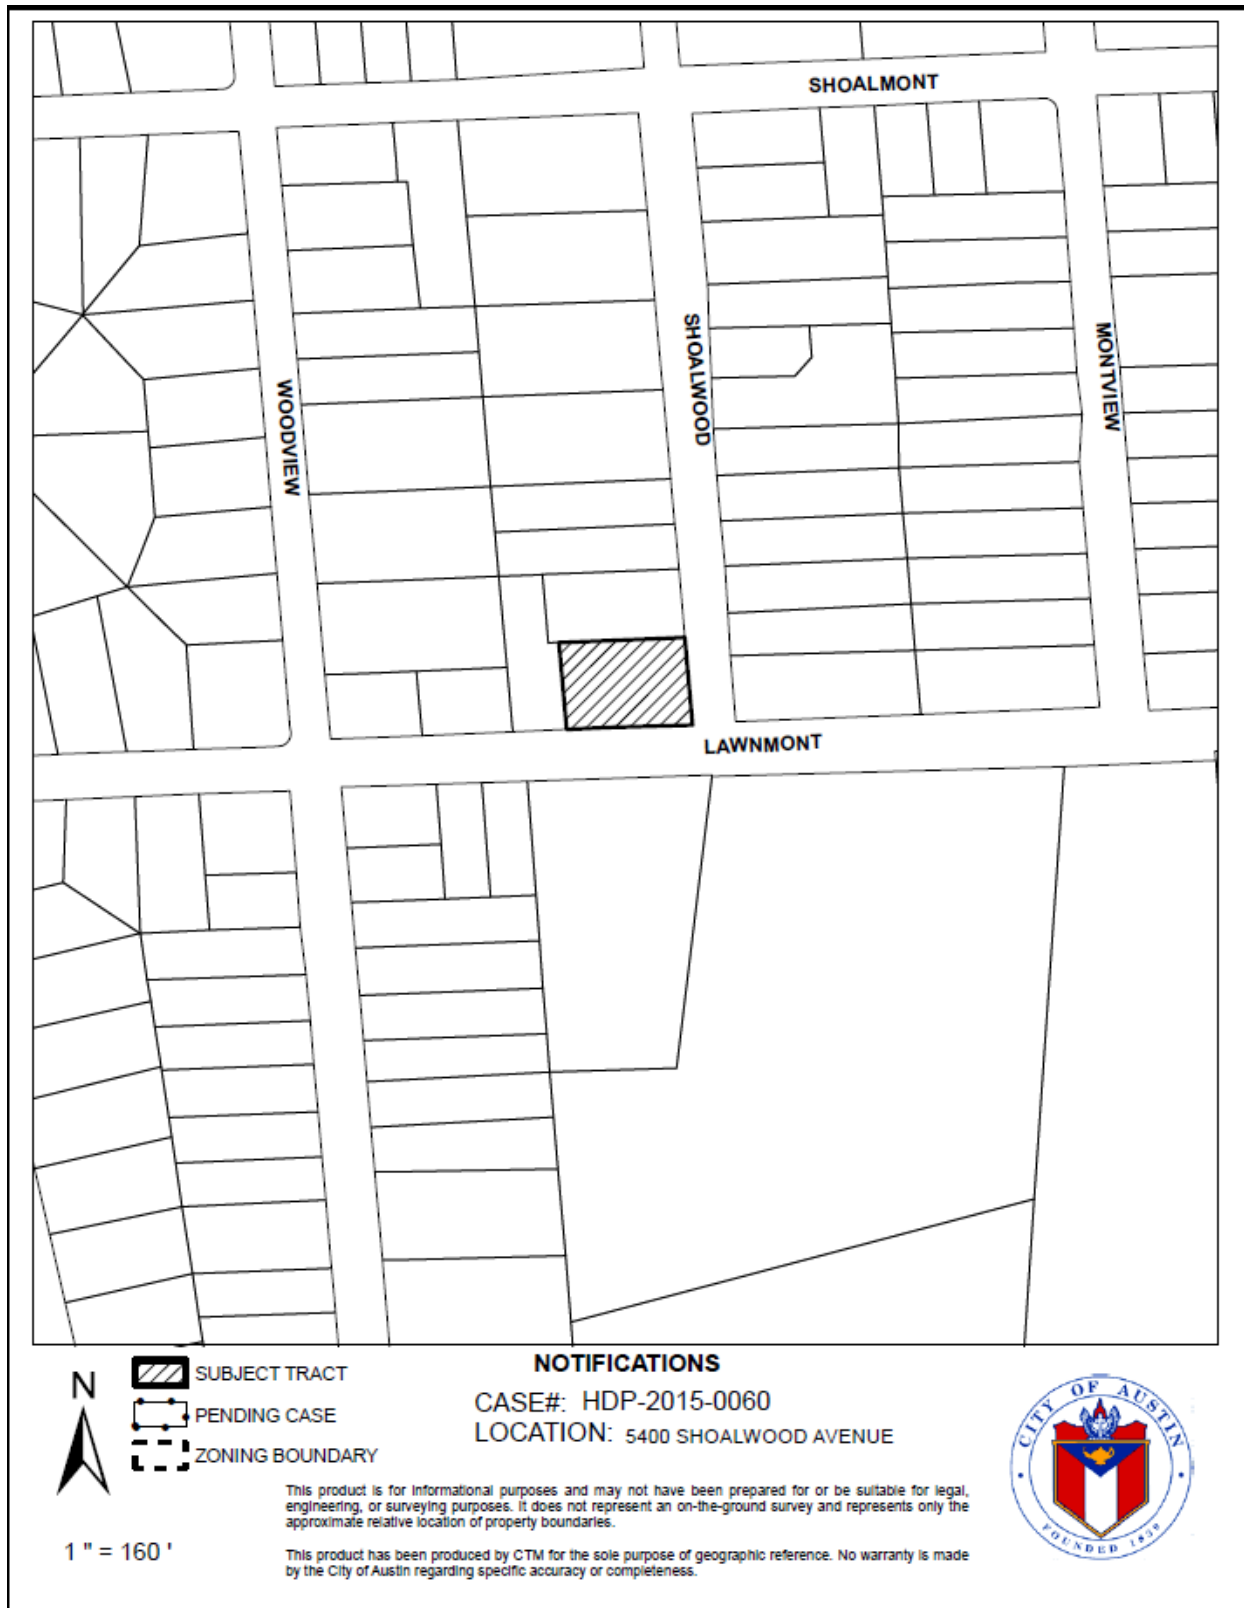 SHOALMONT
WOODVIEW
SHOALWOOD
MONTVIEW
LAWNMONT
N
SUBJECT TRACT
PENDING CASE
ZONING BOUNDARY
1 " = 160 '
NOTIFICATIONS
CASE#: HDP-2015-0060
LOCATION: 5400 SHOALWOOD AVENUE
This product is for informational purposes and may not have been prepared for or be suitable for legal,
engineering, or surveying purposes. It does not represent an on-the-ground survey and represents only the
approximate relative location of property boundaries.
This product has been produced by CTM for the sole purpose of geographic reference. No warranty is made
by the City of Austin regarding specific accuracy or completeness.
CITY OF AUSTIN
FOUNDED 1839